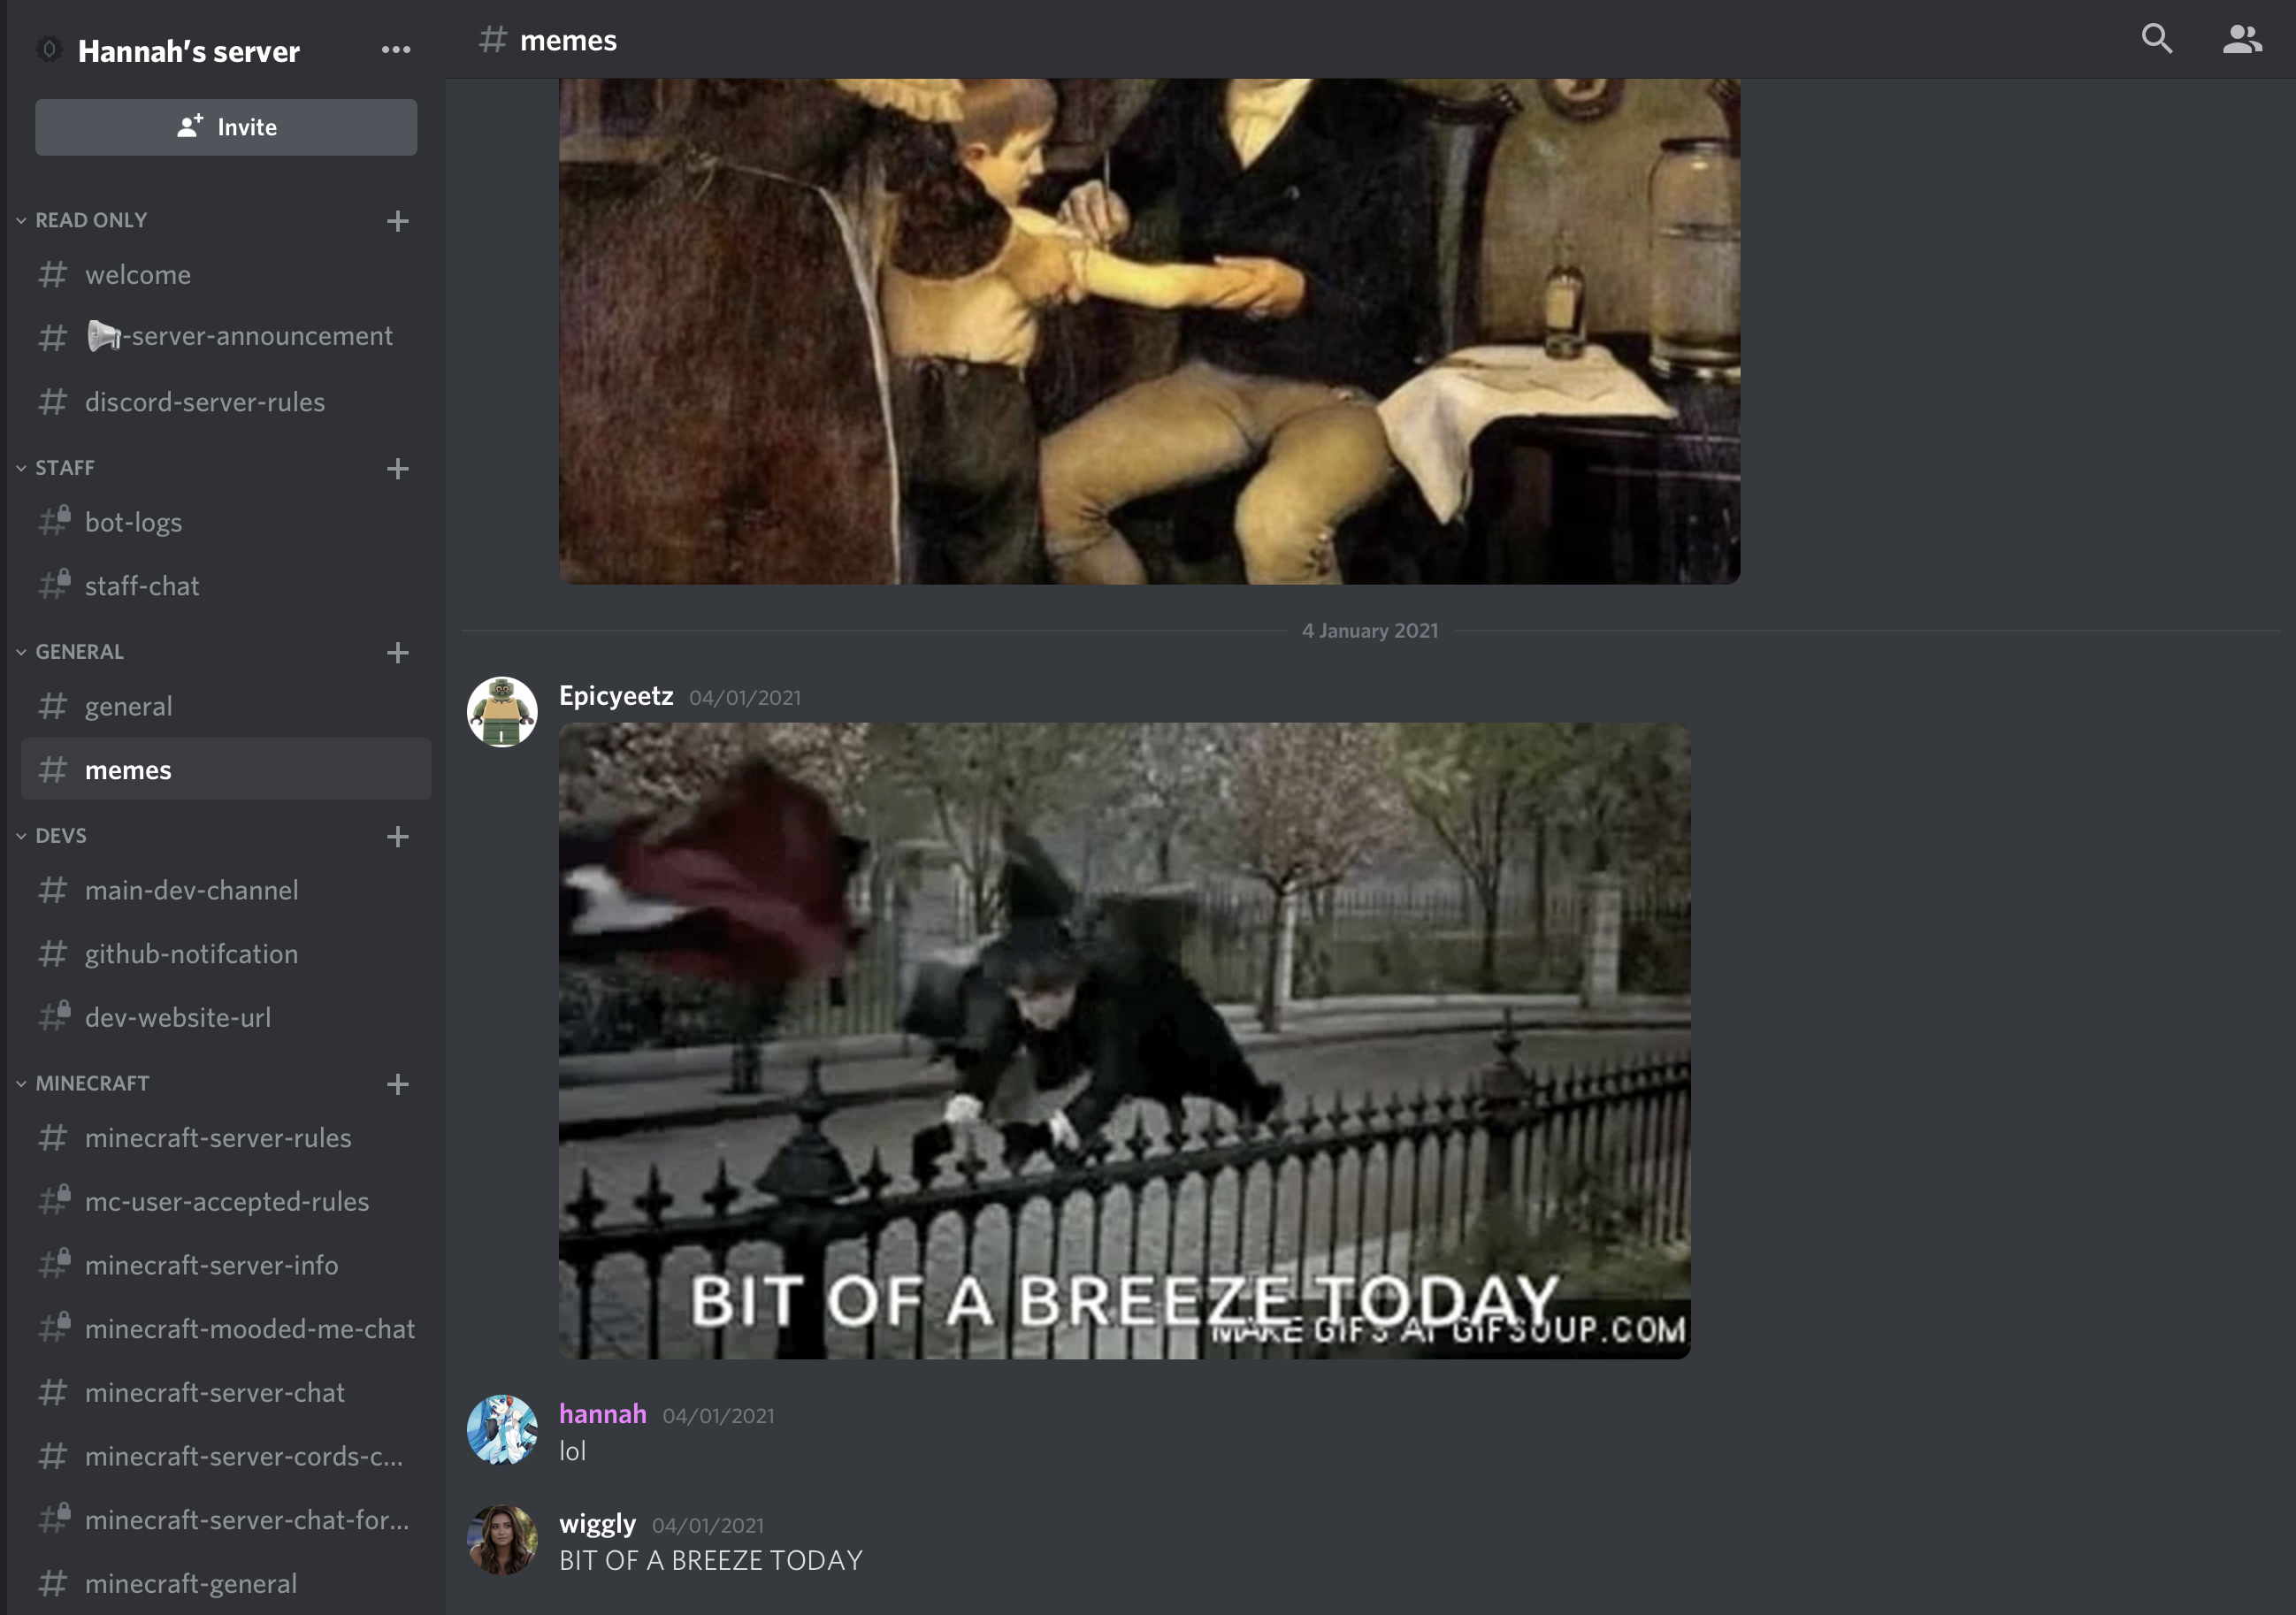 Hannah's server
Invite
READ ONLY
welcome
-server-announcement
discord-server-rules
STAFF
bot-logs
staff-chat
GENERAL
general
memes
DEVS
main-dev-channel
github-notifcation
dev-website-url
MINECRAFT
minecraft-server-rules
mc-user-accepted-rules
minecraft-server-info
minecraft-mooded-me-chat
minecraft-server-chat
minecraft-server-cords-c...
minecraft-server-chat-for...
minecraft-general
memes
4 January 2021
Epicyeetz 04/01/2021
BIT OF A BREEZE TODAY
MAKE GIFS AT GIFSOUP.COM
hannah 04/01/2021
lol
wiggly 04/01/2021
BIT OF A BREEZE TODAY